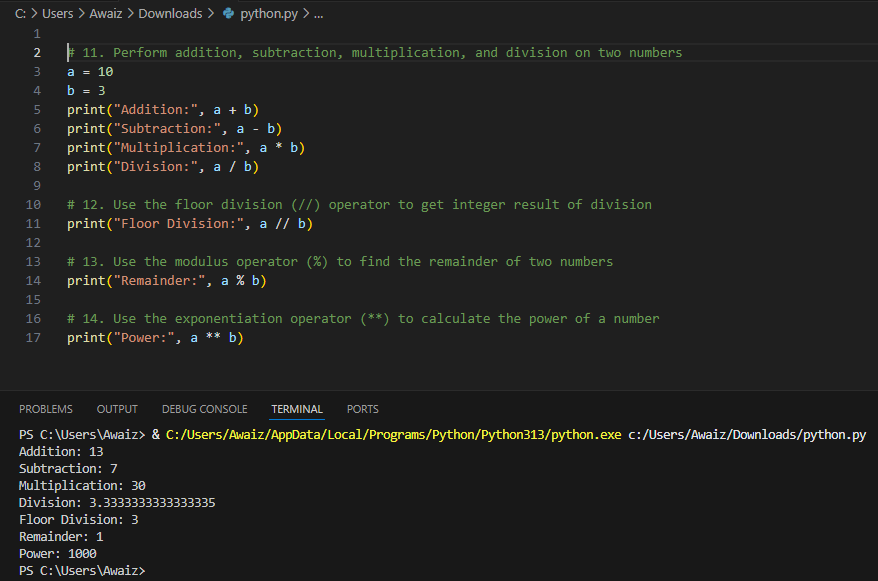 C: > Users > Awaiz > Downloads > python.py > ...
1
2 # 11. Perform addition, subtraction, multiplication, and division on two numbers
3 a = 10
4 b = 3
5 print("Addition:", a + b)
6 print("Subtraction:", a - b)
7 print("Multiplication:", a * b)
8 print("Division:", a / b)
9
10 # 12. Use the floor division (//) operator to get integer result of division
11 print("Floor Division:", a // b)
12
13 # 13. Use the modulus operator (%) to find the remainder of two numbers
14 print("Remainder:", a % b)
15
16 # 14. Use the exponentiation operator (**) to calculate the power of a number
17 print("Power:", a ** b)
PROBLEMS OUTPUT DEBUG CONSOLE TERMINAL PORTS
PS C:\Users\Awaiz> & C:/Users/Awaiz/AppData/Local/Programs/Python/Python313/python.exe c:/Users/Awaiz/Downloads/python.py
Addition: 13
Subtraction: 7
Multiplication: 30
Division: 3.3333333333333335
Floor Division: 3
Remainder: 1
Power: 1000
PS C:\Users\Awaiz>